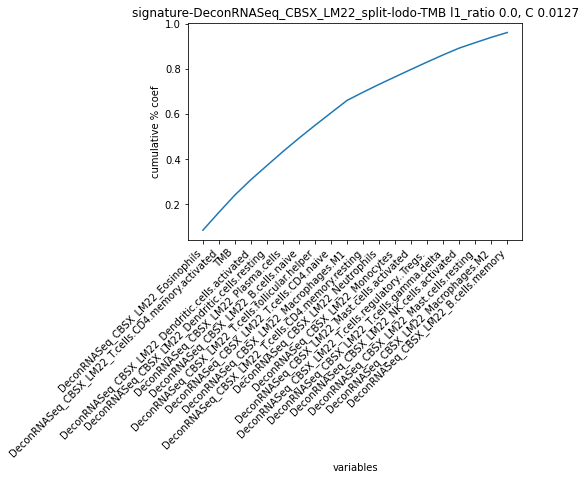 signature-DeconRNASeq_CBSX_LM22_split-lodo-TMB l1_ratio 0.0, C 0.0127
1.0
0.8
0.6
0.4
0.2
cumulative % coef
DeconRNASeq_CBSX_LM22_Eosinophils
DeconRNASeq_CBSX_LM22_T.cells.CD4.memory.activated
TMB
DeconRNASeq_CBSX_LM22_Dendritic.cells.activated
DeconRNASeq_CBSX_LM22_Dendritic.cells.resting
DeconRNASeq_CBSX_LM22_Plasma.cells
DeconRNASeq_CBSX_LM22_B.cells.naive
DeconRNASeq_CBSX_LM22_T.cells.follicular.helper
DeconRNASeq_CBSX_LM22_T.cells.CD4.naive
DeconRNASeq_CBSX_LM22_Macrophages.M1
DeconRNASeq_CBSX_LM22_T.cells.CD4.memory.resting
DeconRNASeq_CBSX_LM22_Neutrophils
DeconRNASeq_CBSX_LM22_Monocytes
DeconRNASeq_CBSX_LM22_Mast.cells.activated
DeconRNASeq_CBSX_LM22_T.cells.regulatory..Tregs.
DeconRNASeq_CBSX_LM22_T.cells.gamma.delta
DeconRNASeq_CBSX_LM22_NK.cells.activated
DeconRNASeq_CBSX_LM22_Mast.cells.resting
DeconRNASeq_CBSX_LM22_Macrophages.M2
DeconRNASeq_CBSX_LM22_B.cells.memory
variables